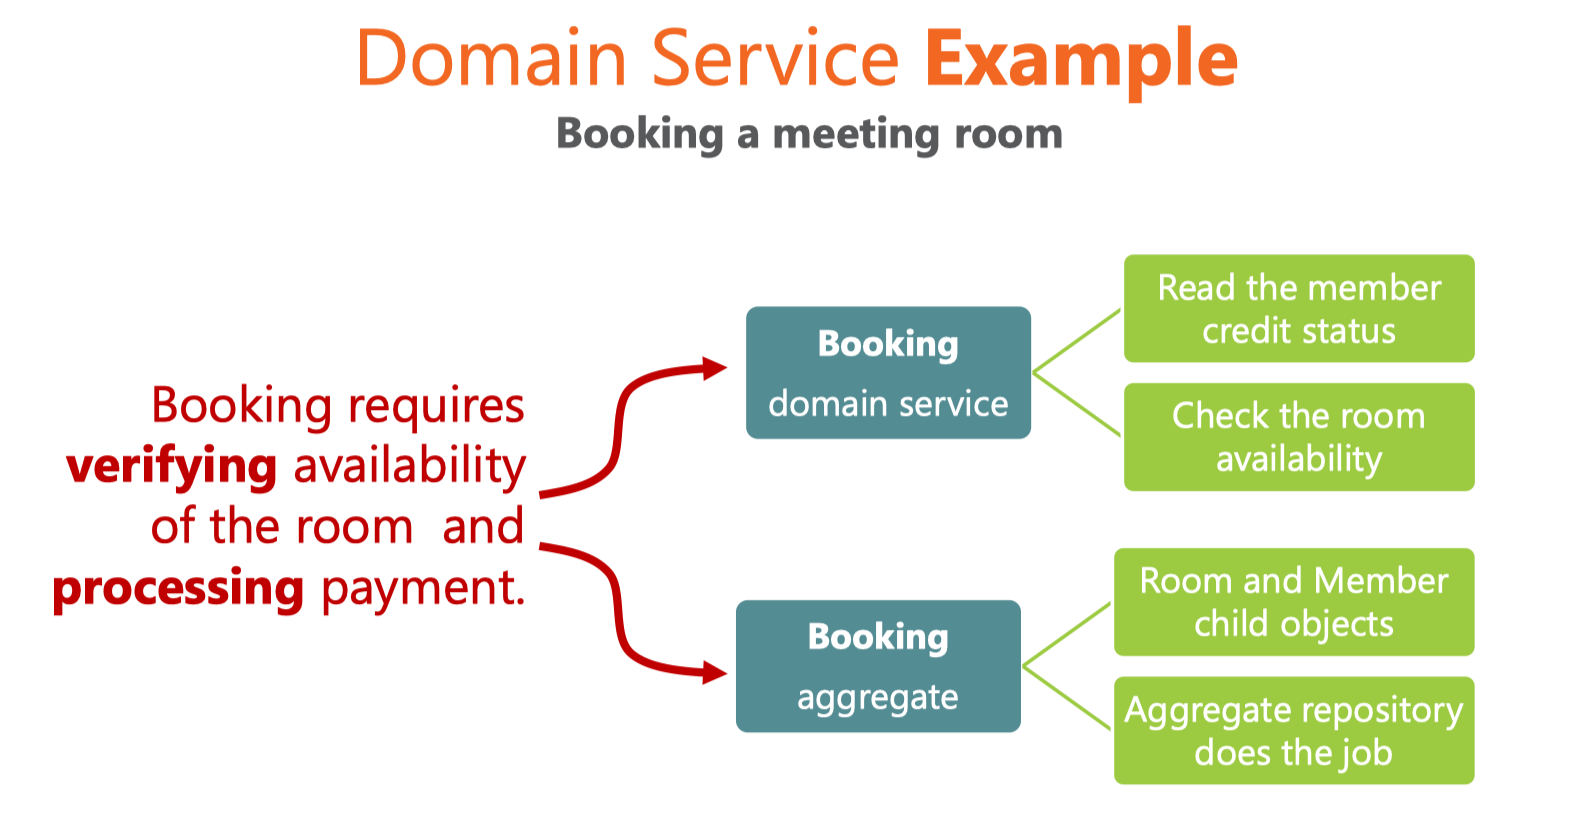 Domain Service Example
Booking a meeting room
Booking requires
verifying availability
of the room and
processing payment.
Booking
domain service
Read the member
credit status
Check the room
availability
Booking
aggregate
Room and Member
child objects
Aggregate repository
does the job